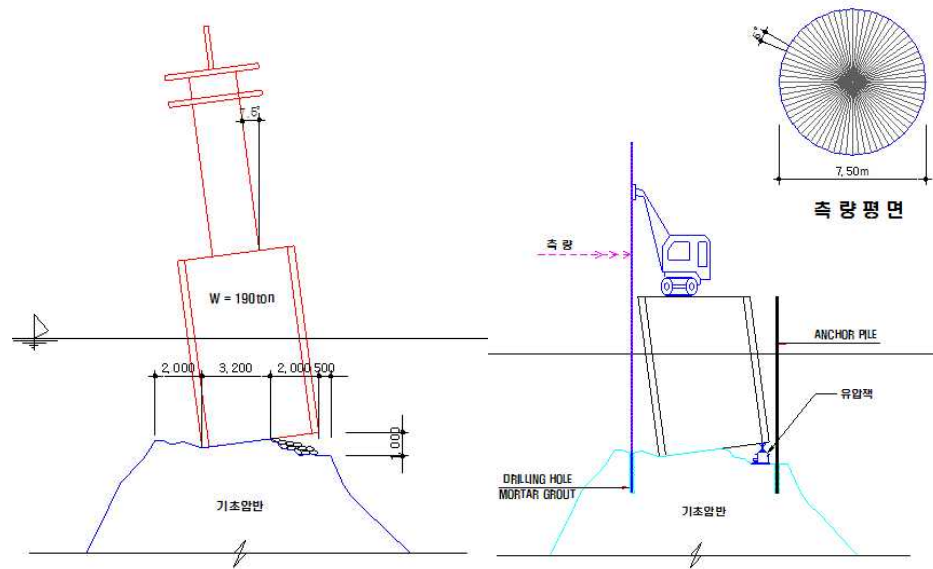 7.5°
W = 190ton
2,000
3,200
2,000
500
1,000
기초암반
5°
7,50m
측량평면
측 량
ANCHOR PILE
유압잭
DRILLING HOLE
MORTAR GROUT
기초암반